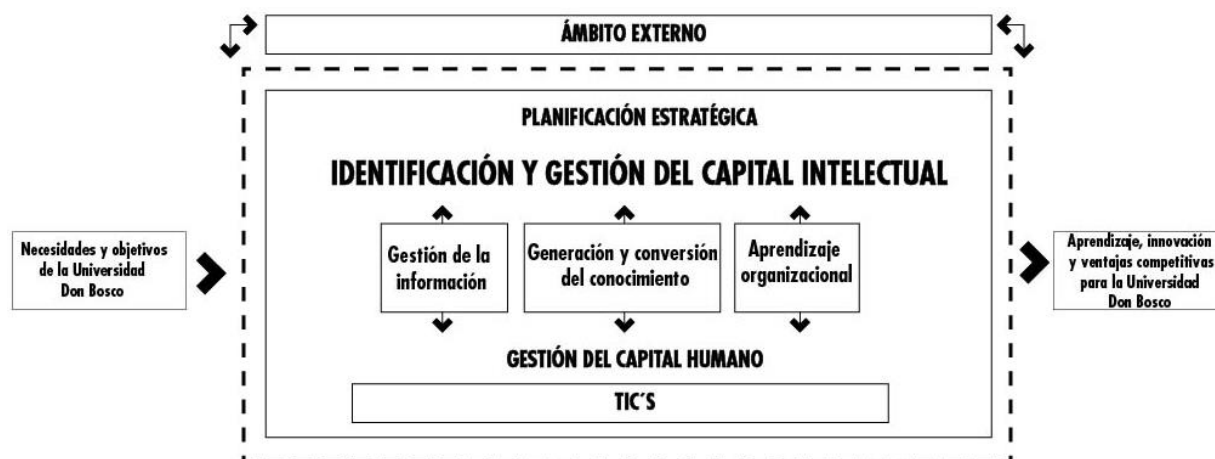 ÁMBITO EXTERNO
PLANIFICACIÓN ESTRATÉGICA
IDENTIFICACIÓN Y GESTIÓN DEL CAPITAL INTELECTUAL
Necesidades y objetivos
de la Universidad
Don Bosco
Gestión de la
información
Generación y conversión
del conocimiento
Aprendizaje
organizacional
Aprendizaje, innovación
y ventajas competitivas
para la Universidad
Don Bosco
GESTIÓN DEL CAPITAL HUMANO
TIC´S